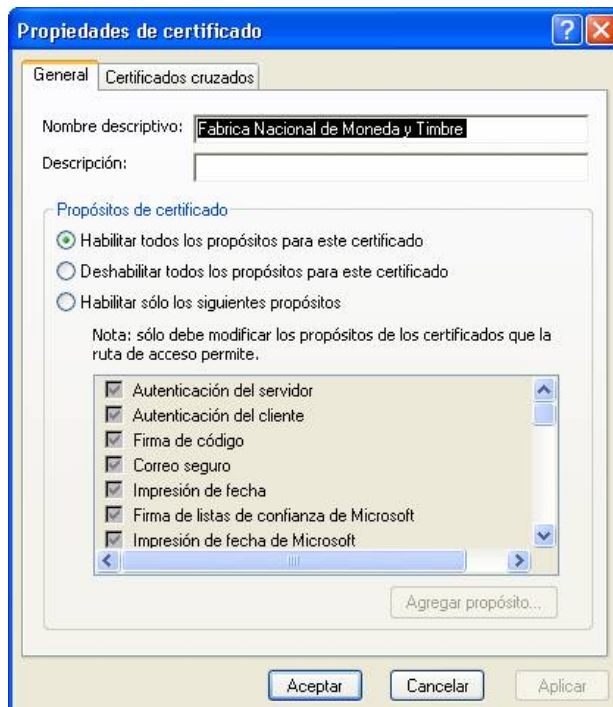 Propiedades de certificado
General
Certificados cruzados
Nombre descriptivo: Fabrica Nacional de Moneda y Timbre
Descripción:
Propósitos de certificado
Habilitar todos los propósitos para este certificado
Deshabilitar todos los propósitos para este certificado
Habilitar sólo los siguientes propósitos
Nota: sólo debe modificar los propósitos de los certificados que la
ruta de acceso permite.
Autenticación del servidor
Autenticación del cliente
Firma de código
Correo seguro
Impresión de fecha
Firma de listas de confianza de Microsoft
Impresión de fecha de Microsoft
Agregar propósito...
Aceptar
Cancelar
Aplicar